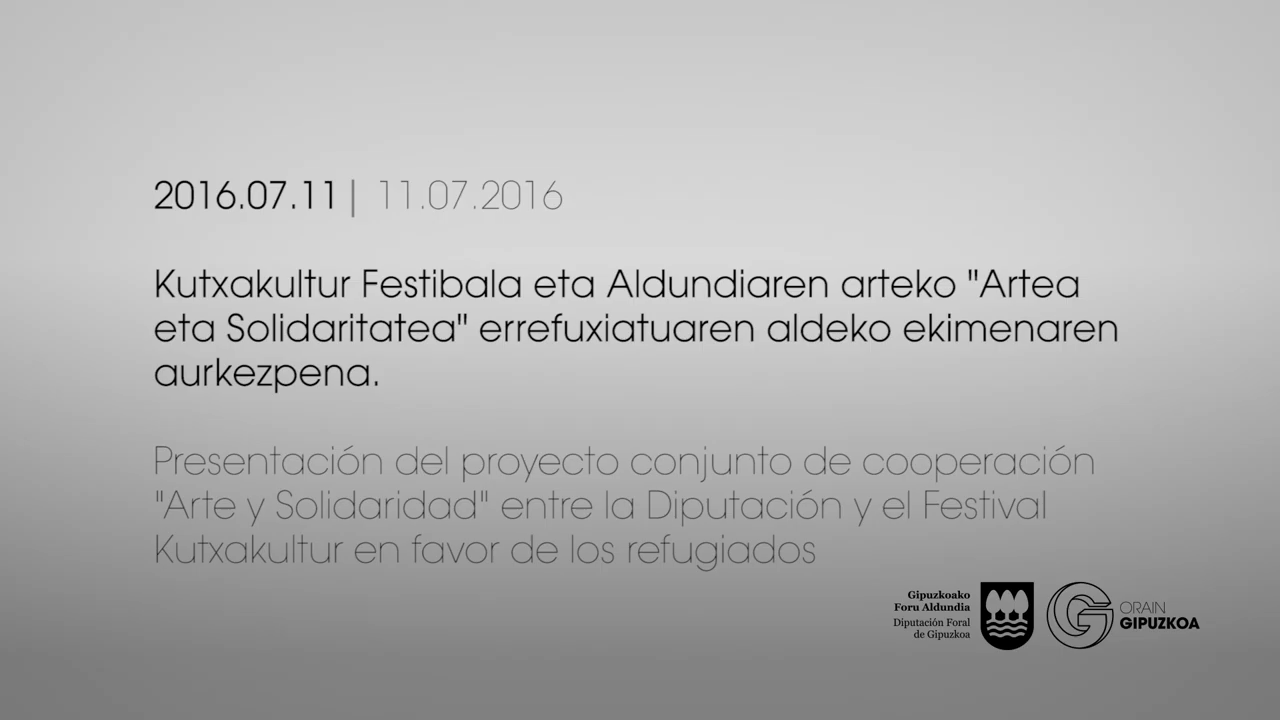 2016.07.11 | 11.07.2016
Kutxakultur Festibala eta Aldundiaren arteko "Artea
eta Solidaritatea" errefuxiatuaren aldeko ekimenaren
aurkezpena.
Presentación del proyecto conjunto de cooperación
"Arte y Solidaridad" entre la Diputación y el Festival
Kutxakultur en favor de los refugiados
Gipuzkoako
Foru Aldundia
Diputación Foral
de Gipuzkoa
ORAIN
GIPUZKOA